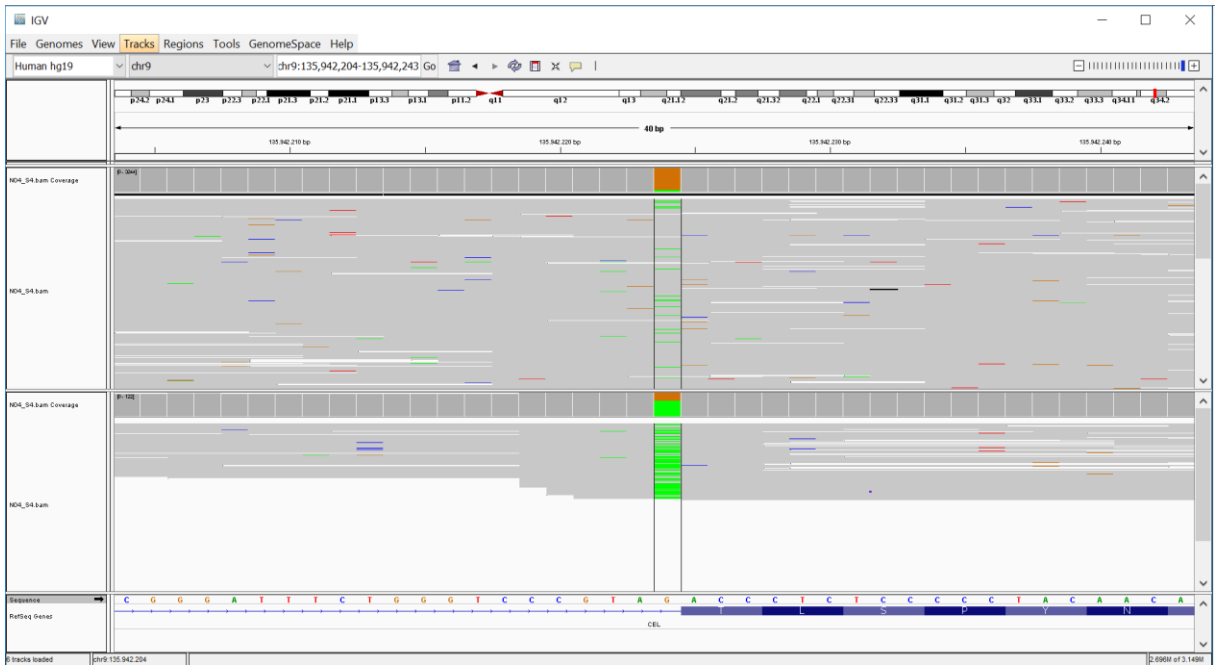 IGV
File Genomes View Tracks Regions Tools GenomeSpace Help
Human hg19 chr9 chr9:135,942,204-135,942,243 Go
p24.2 p24.1 p23 p22.3 p22.1 p21.3 p21.2 p21.1 p13.3 p13.1 p11.2 q11 q12 q13 q21.12 q21.2 q21.32 q22.1 q22.31 q22.33 q31.1 q31.2 q31.3 q32 q33.1 q33.2 q33.3 q34.11 q34.2
40 bp
135.942.210 bp 135.942.220 bp 135.942.230 bp 135.942.240 bp
N04_S4.bam Coverage [0 - 3244]
N04_S4.bam
N04_S4.bam Coverage [0 - 132]
N04_S4.bam
Sequence C G G G A T T T C T G G G T C C C G T A G A C C C T C T C C C C C T A C A A C A
RefSeq Genes T L S P Y N
CEL
6 tracks loaded chr9:135.942.204 2.696M of 3.149M